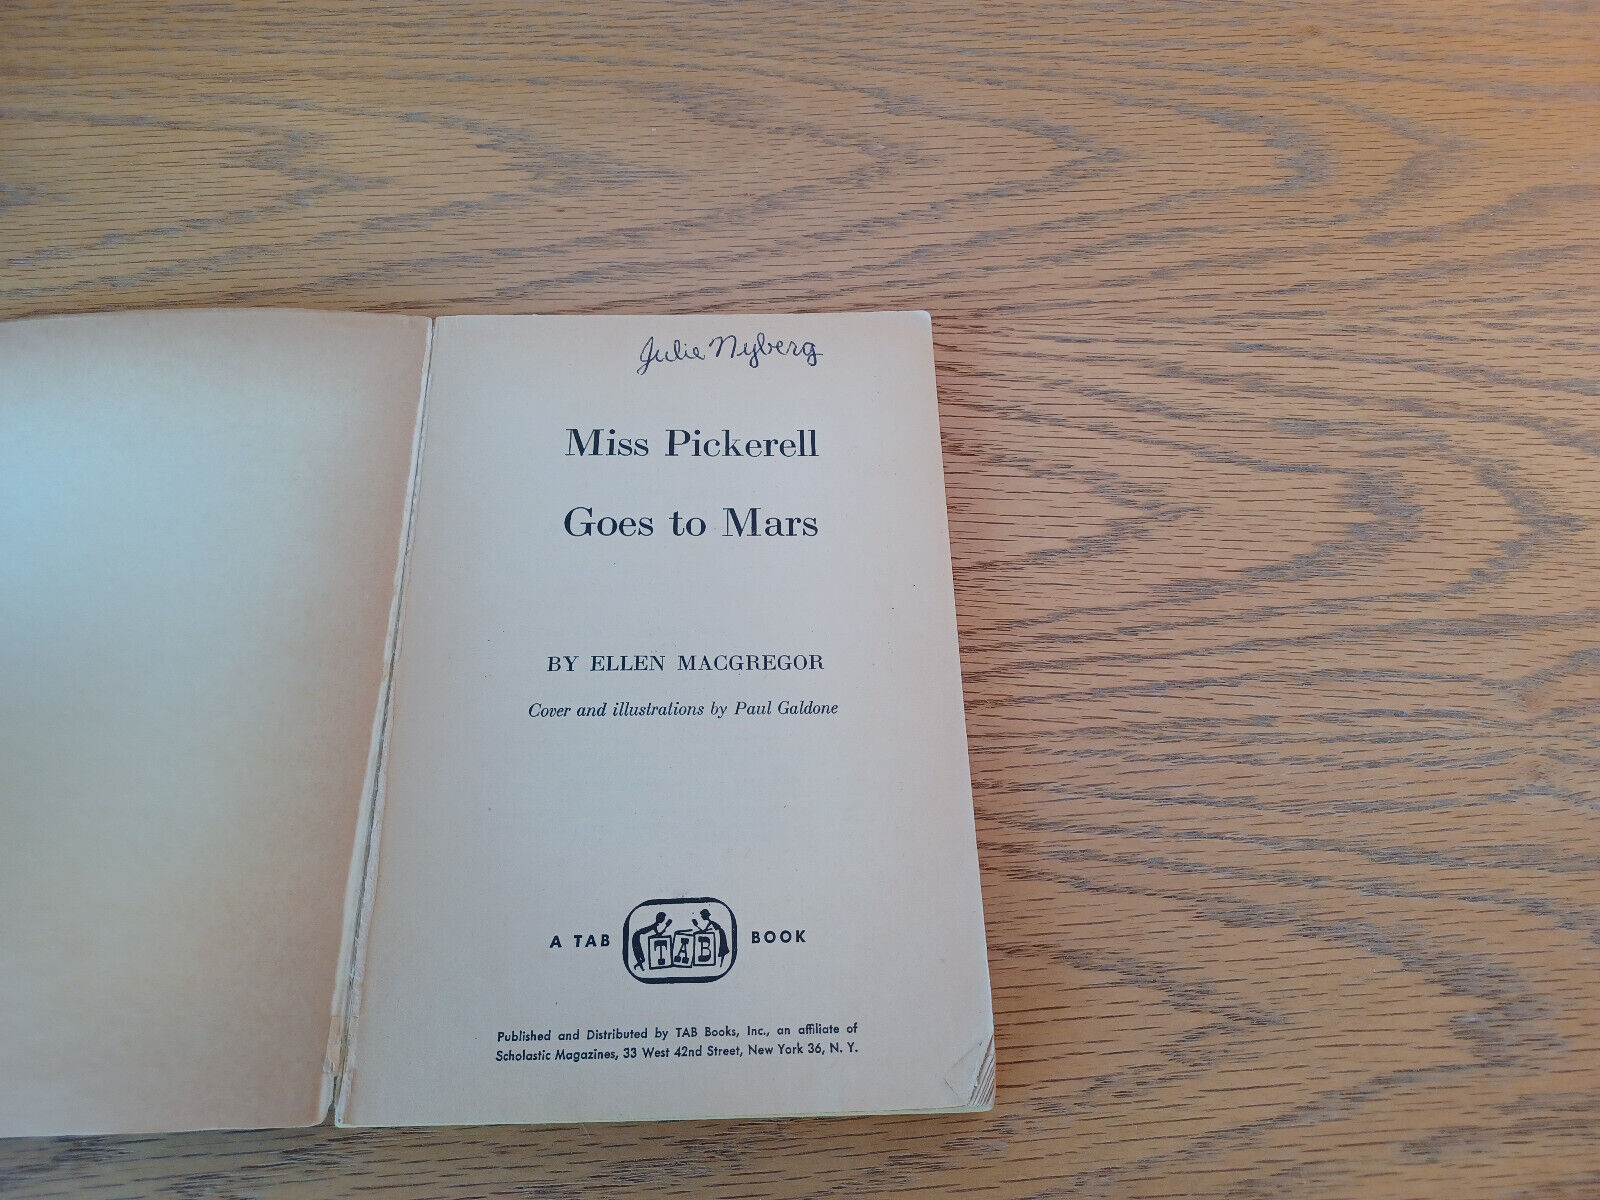 Julie Nyberg
Miss Pickerell
Goes to Mars
BY ELLEN MACGREGOR
Cover and illustrations by Paul Galdone
A TAB TAB BOOK
Published and Distributed by TAB Books, Inc., an affiliate of
Scholastic Magazines, 33 West 42nd Street, New York 36, N. Y.